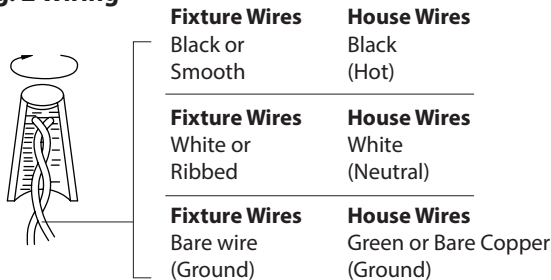 2 Wiring
Fixture Wires House Wires
Black or Black
Smooth (Hot)
Fixture Wires House Wires
White or White
Ribbed (Neutral)
Fixture Wires House Wires
Bare wire Green or Bare Copper
(Ground) (Ground)